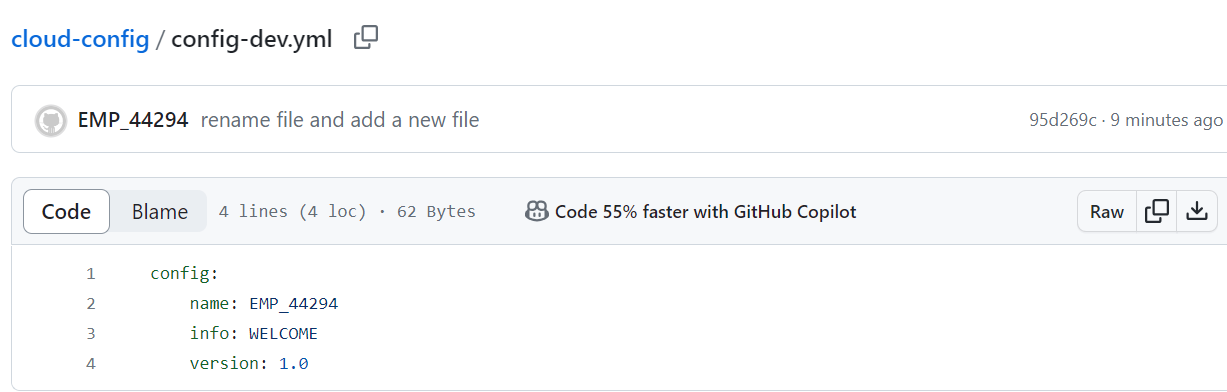 cloud-config / config-dev.yml
EMP_44294 rename file and add a new file 95d269c · 9 minutes ago
Code Blame 4 lines (4 loc) · 62 Bytes Code 55% faster with GitHub Copilot Raw
1 config:
2 name: EMP_44294
3 info: WELCOME
4 version: 1.0